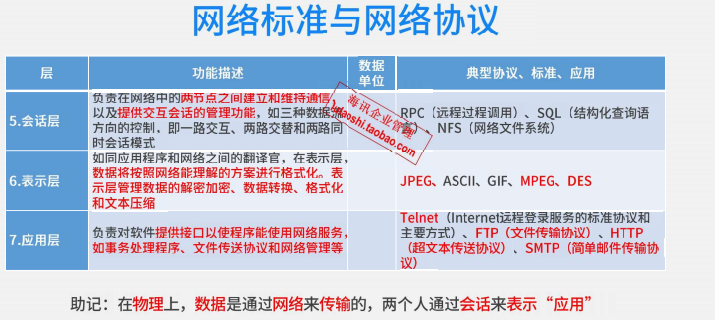 网络标准与网络协议
层
功能描述
数据
单位
典型协议、标准、应用
5.会话层
负责在网络中的两节点之间建立和维持通信，
以及提供交互会话的管理功能，如三种数据流
方向的控制，即一路交互、两路交替和两路同
时会话模式
RPC（远程过程调用）、SQL（结构化查询语
、NFS（网络文件系统）
6.表示层
如同应用程序和网络之间的翻译官，在表示层，
数据将按照网络能理解的方案进行格式化。表
示层管理数据的解密加密、数据转换、格式化
和文本压缩
JPEG、ASCII、GIF、MPEG、DES
7.应用层
负责对软件提供接口以使程序能使用网络服务，
如事务处理程序、文件传送协议和网络管理等
Telnet（Internet远程登录服务的标准协议和
主要方式）、FTP（文件传输协议）、HTTP
（超文本传送协议）、SMTP（简单邮件传输协
议）
海讯企业管理
taobao.com
助记：在物理上，数据是通过网络来传输的，两个人通过会话来表示“应用”